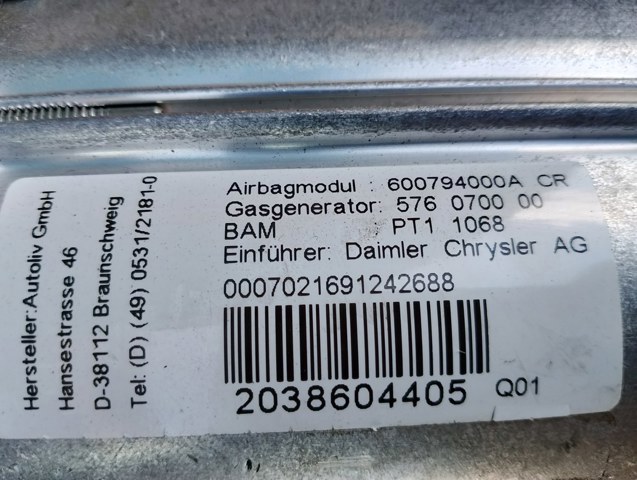 Hersteller:Autoliv GmbH
Hansestrasse 46
D-38112 Braunschweig
Tel: (D) (49) 0531/2181-0
Airbagmodul : 600794000A CR
Gasgenerator: 576 0700 00
BAM PT1 1068
Einführer: Daimler Chrysler AG
0007021691242688
2038604405 Q01